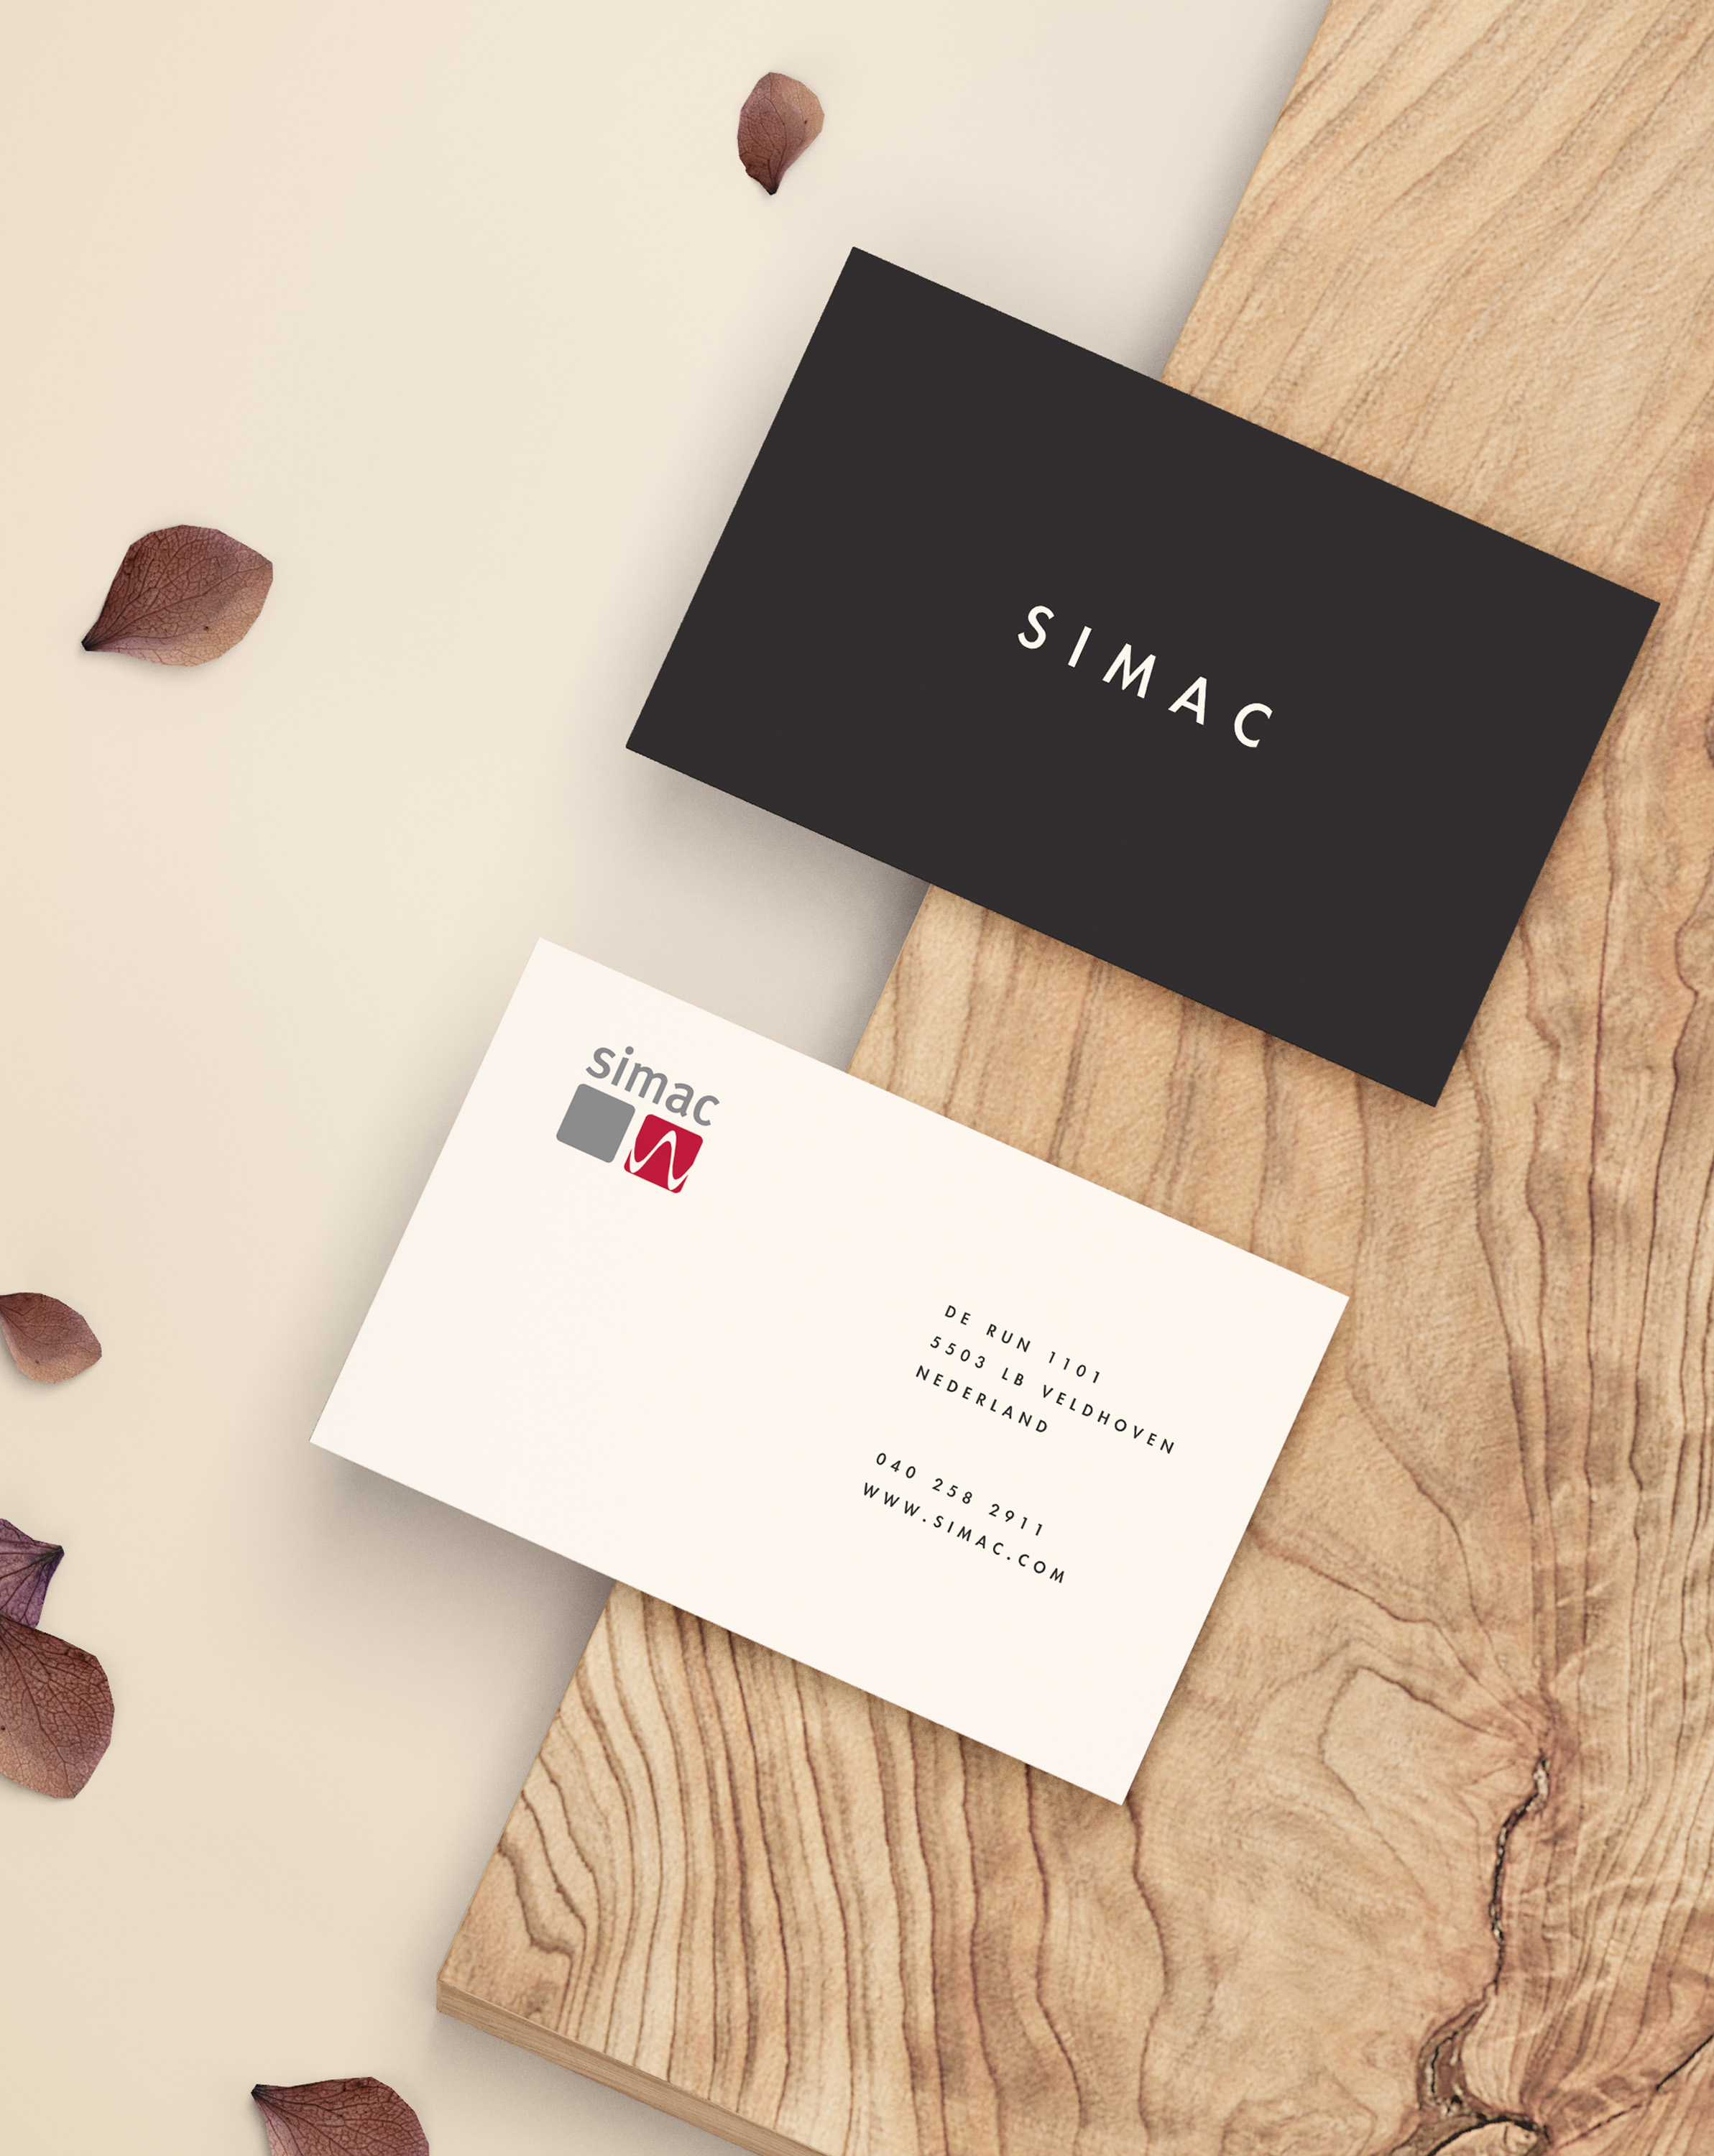 SIMAC
simac
DE RUN 1101
5503 LB VELDHOVEN
NEDERLAND
040 258 2911
WWW.SIMAC.COM